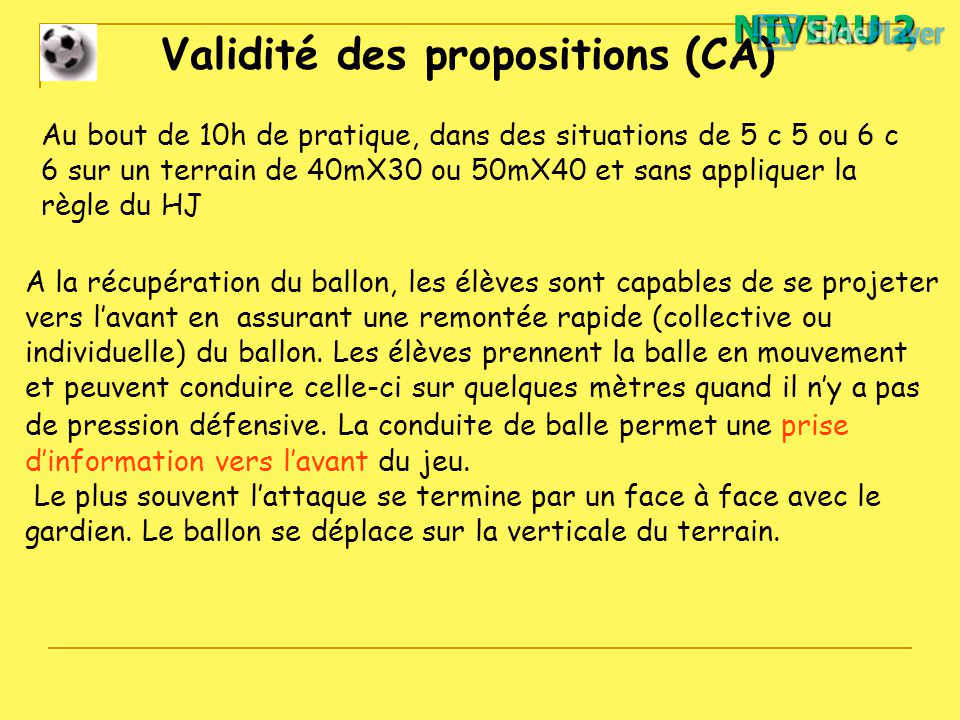 NIVEAU 2
SlidePlayer
Validité des propositions (CA)
Au bout de 10h de pratique, dans des situations de 5 c 5 ou 6 c
6 sur un terrain de 40mX30 ou 50mX40 et sans appliquer la
règle du HJ
A la récupération du ballon, les élèves sont capables de se projeter
vers l’avant en  assurant une remontée rapide (collective ou
individuelle) du ballon. Les élèves prennent la balle en mouvement
et peuvent conduire celle-ci sur quelques mètres quand il n’y a pas
de pression défensive. La conduite de balle permet une prise
d’information vers l’avant du jeu.
Le plus souvent l’attaque se termine par un face à face avec le
gardien. Le ballon se déplace sur la verticale du terrain.